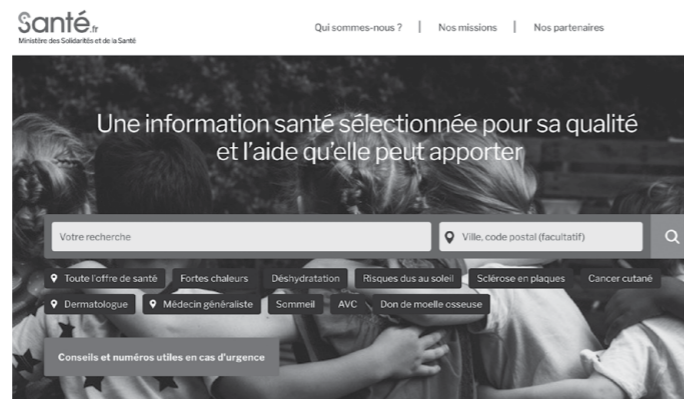 Santé.fr
Ministère des Solidarités et de la Santé
Qui sommes-nous ? | Nos missions | Nos partenaires
Une information santé sélectionnée pour sa qualité
et l'aide qu'elle peut apporter
Votre recherche
Ville, code postal (facultatif)
Toute l'offre de santé Fortes chaleurs Déshydratation Risques dus au soleil Sclérose en plaques Cancer cutané
Dermatologue Médecin généraliste Sommeil AVC Don de moelle osseuse
Conseils et numéros utiles en cas d'urgence